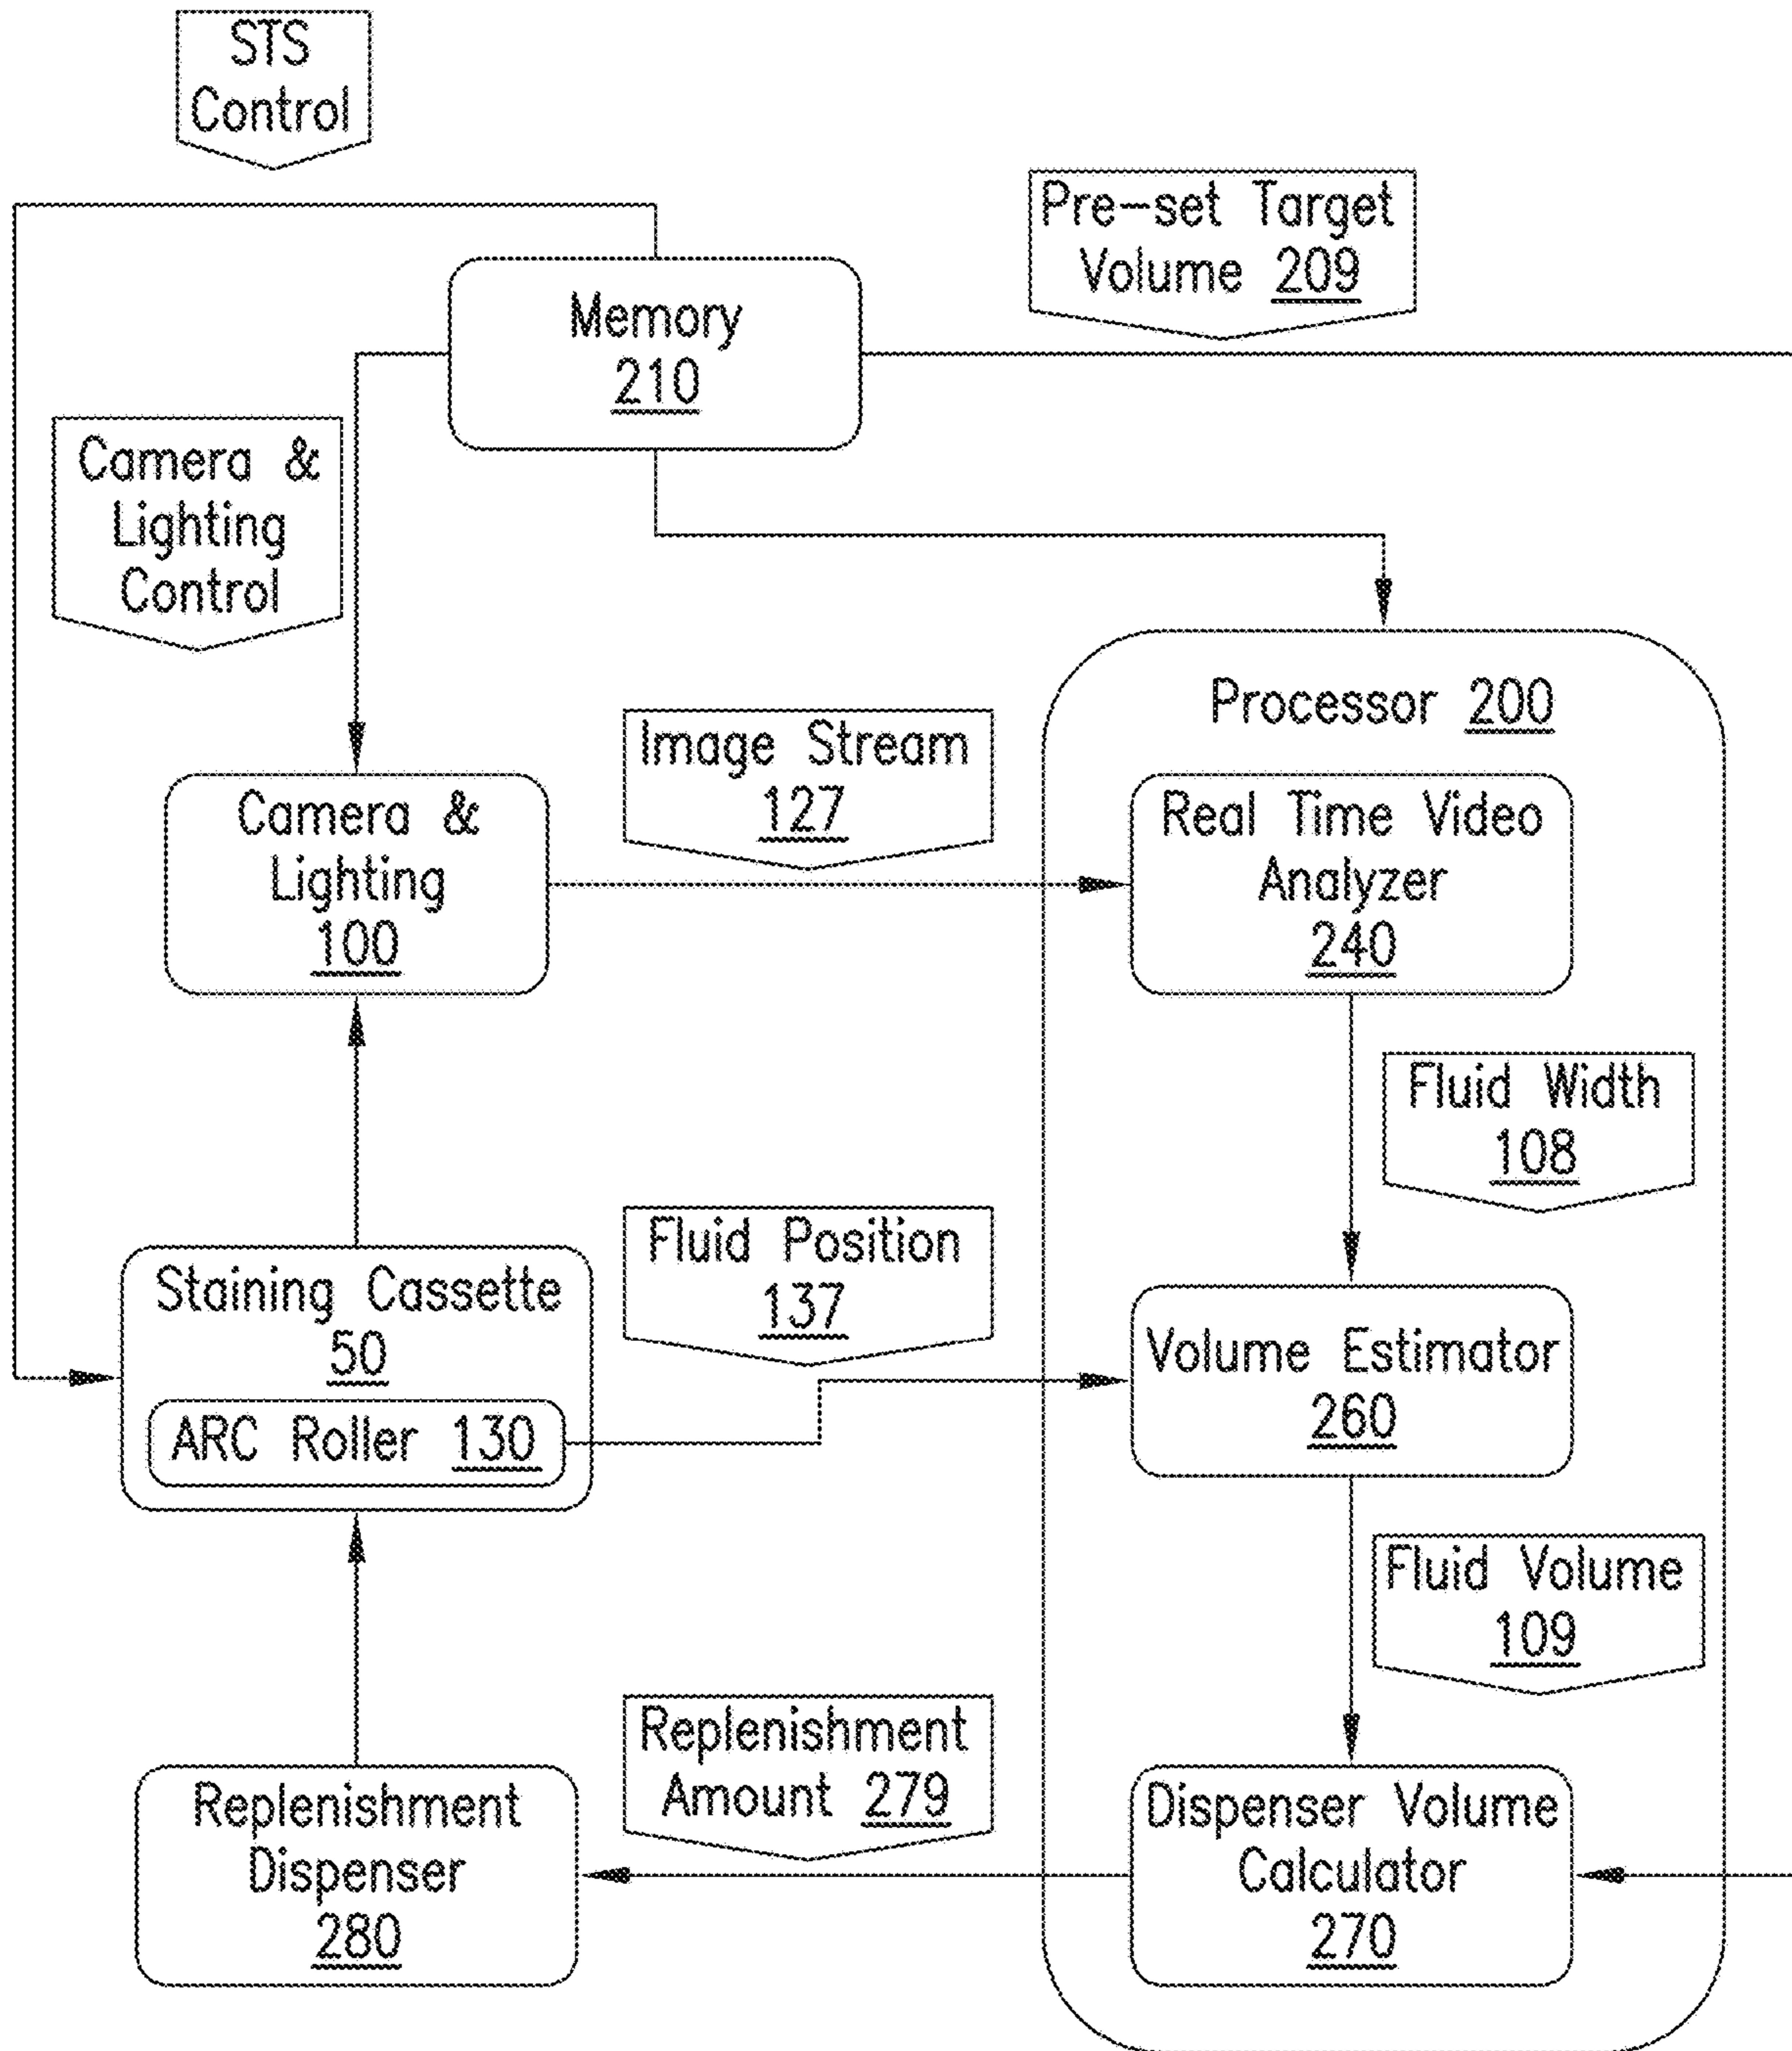 STS
Control
Pre-set Target
Volume 209
Memory
210
Camera &
Lighting
Control
Processor 200
Image Stream
127
Camera &
Lighting
100
Real Time Video
Analyzer
240
Fluid Width
108
Fluid Position
137
Staining Cassette
50
ARC Roller 130
Volume Estimator
260
Fluid Volume
109
Replenishment
Amount 279
Replenishment
Dispenser
280
Dispenser Volume
Calculator
270